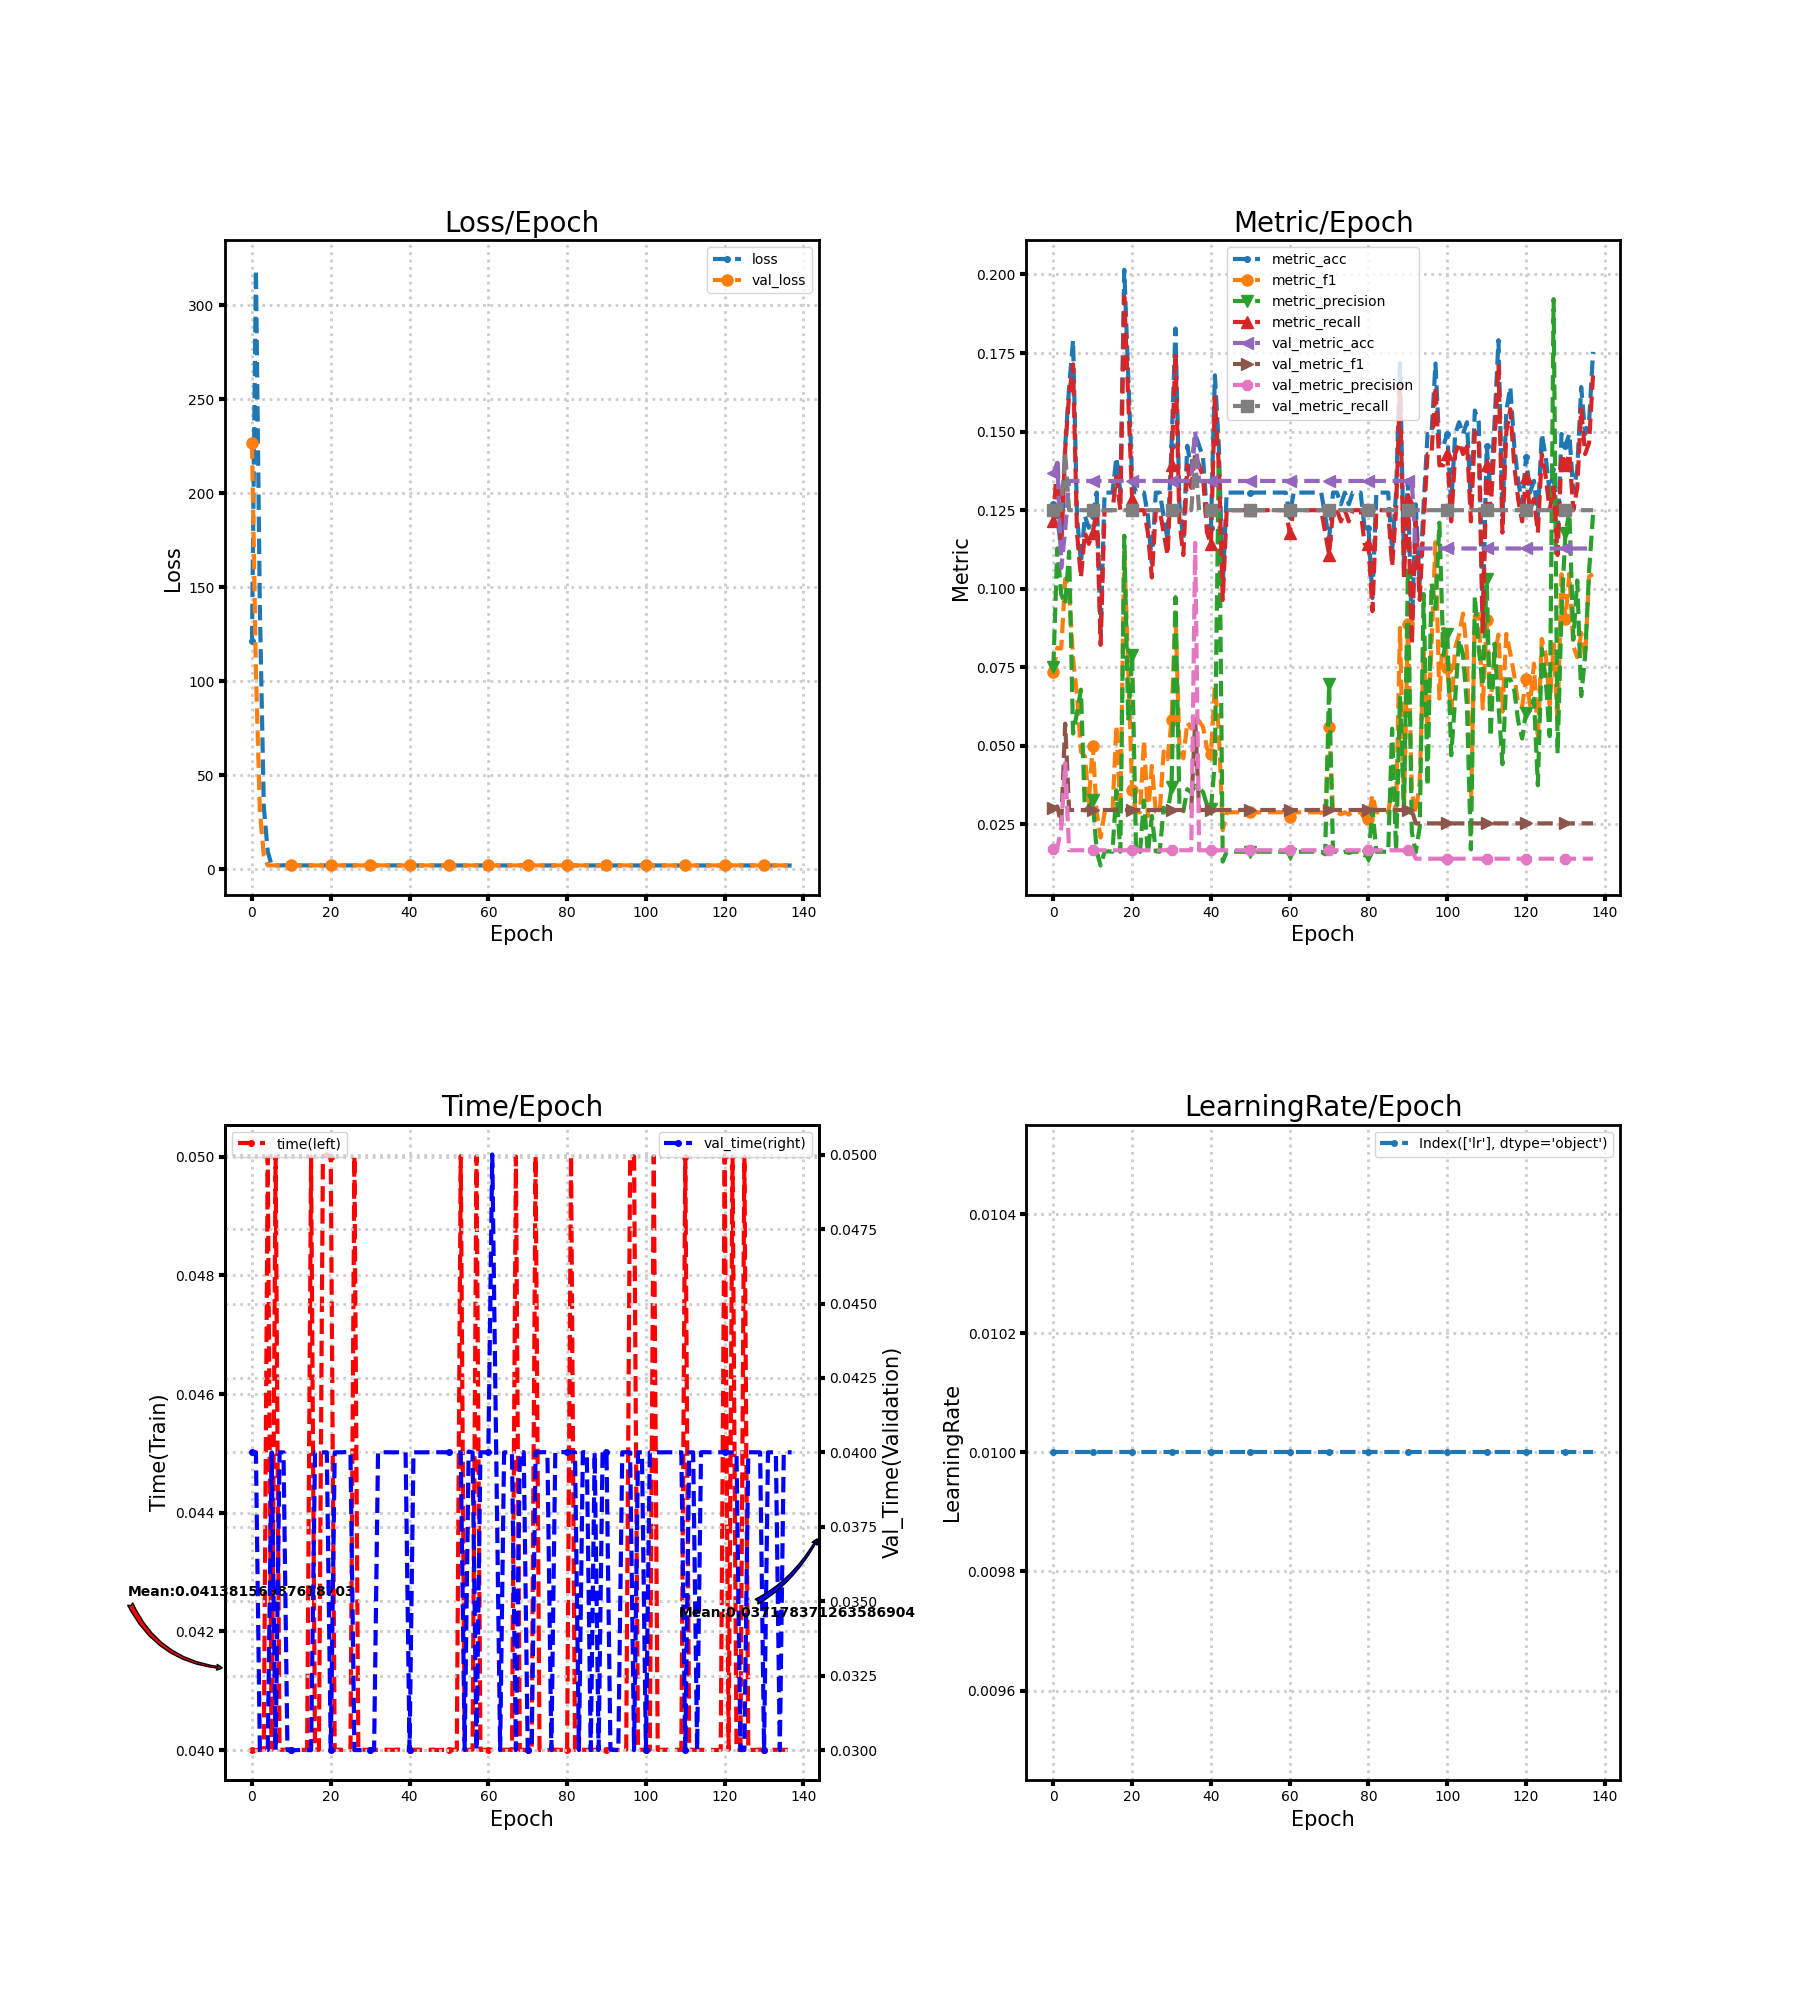 Loss/Epoch
loss
val_loss
300
250
200
150
100
50
0
Loss
0 20 40 60 80 100 120 140
Epoch
Metric/Epoch
metric_acc
metric_f1
metric_precision
metric_recall
val_metric_acc
val_metric_f1
val_metric_precision
val_metric_recall
0.200
0.175
0.150
0.125
0.100
0.075
0.050
0.025
Metric
0 20 40 60 80 100 120 140
Epoch
Time/Epoch
time(left)
val_time(right)
0.050
0.048
0.046
0.044
0.042
0.040
Time(Train)
0.0500
0.0475
0.0450
0.0425
0.0400
0.0375
0.0350
0.0325
0.0300
Val_Time(Validation)
Mean:0.037178371263586904
0 20 40 60 80 100 120 140
Epoch
LearningRate/Epoch
Index(['lr'], dtype='object')
0.0104
0.0102
0.0100
0.0098
0.0096
LearningRate
0 20 40 60 80 100 120 140
Epoch